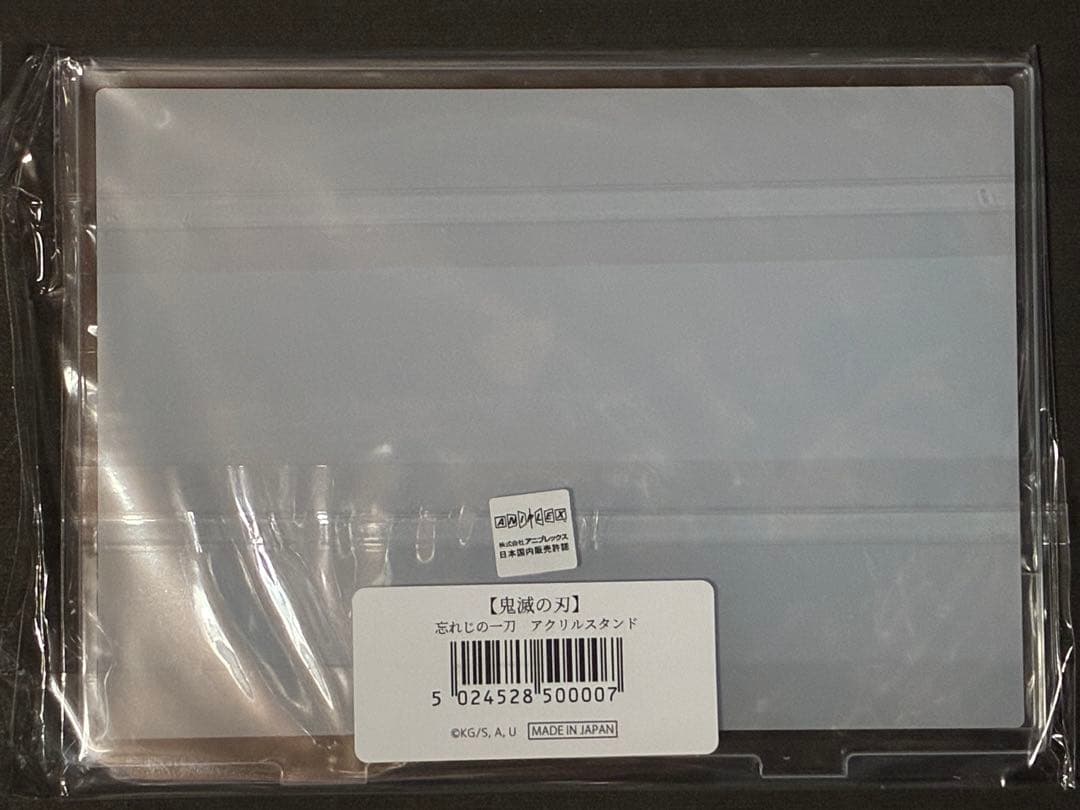 ANIPLEX
株式会社アニプレックス
日本国内販売許諾
【鬼滅の刃】
忘れじの一刀　アクリルスタンド
5 024528 500007
©KG/S, A, U MADE IN JAPAN